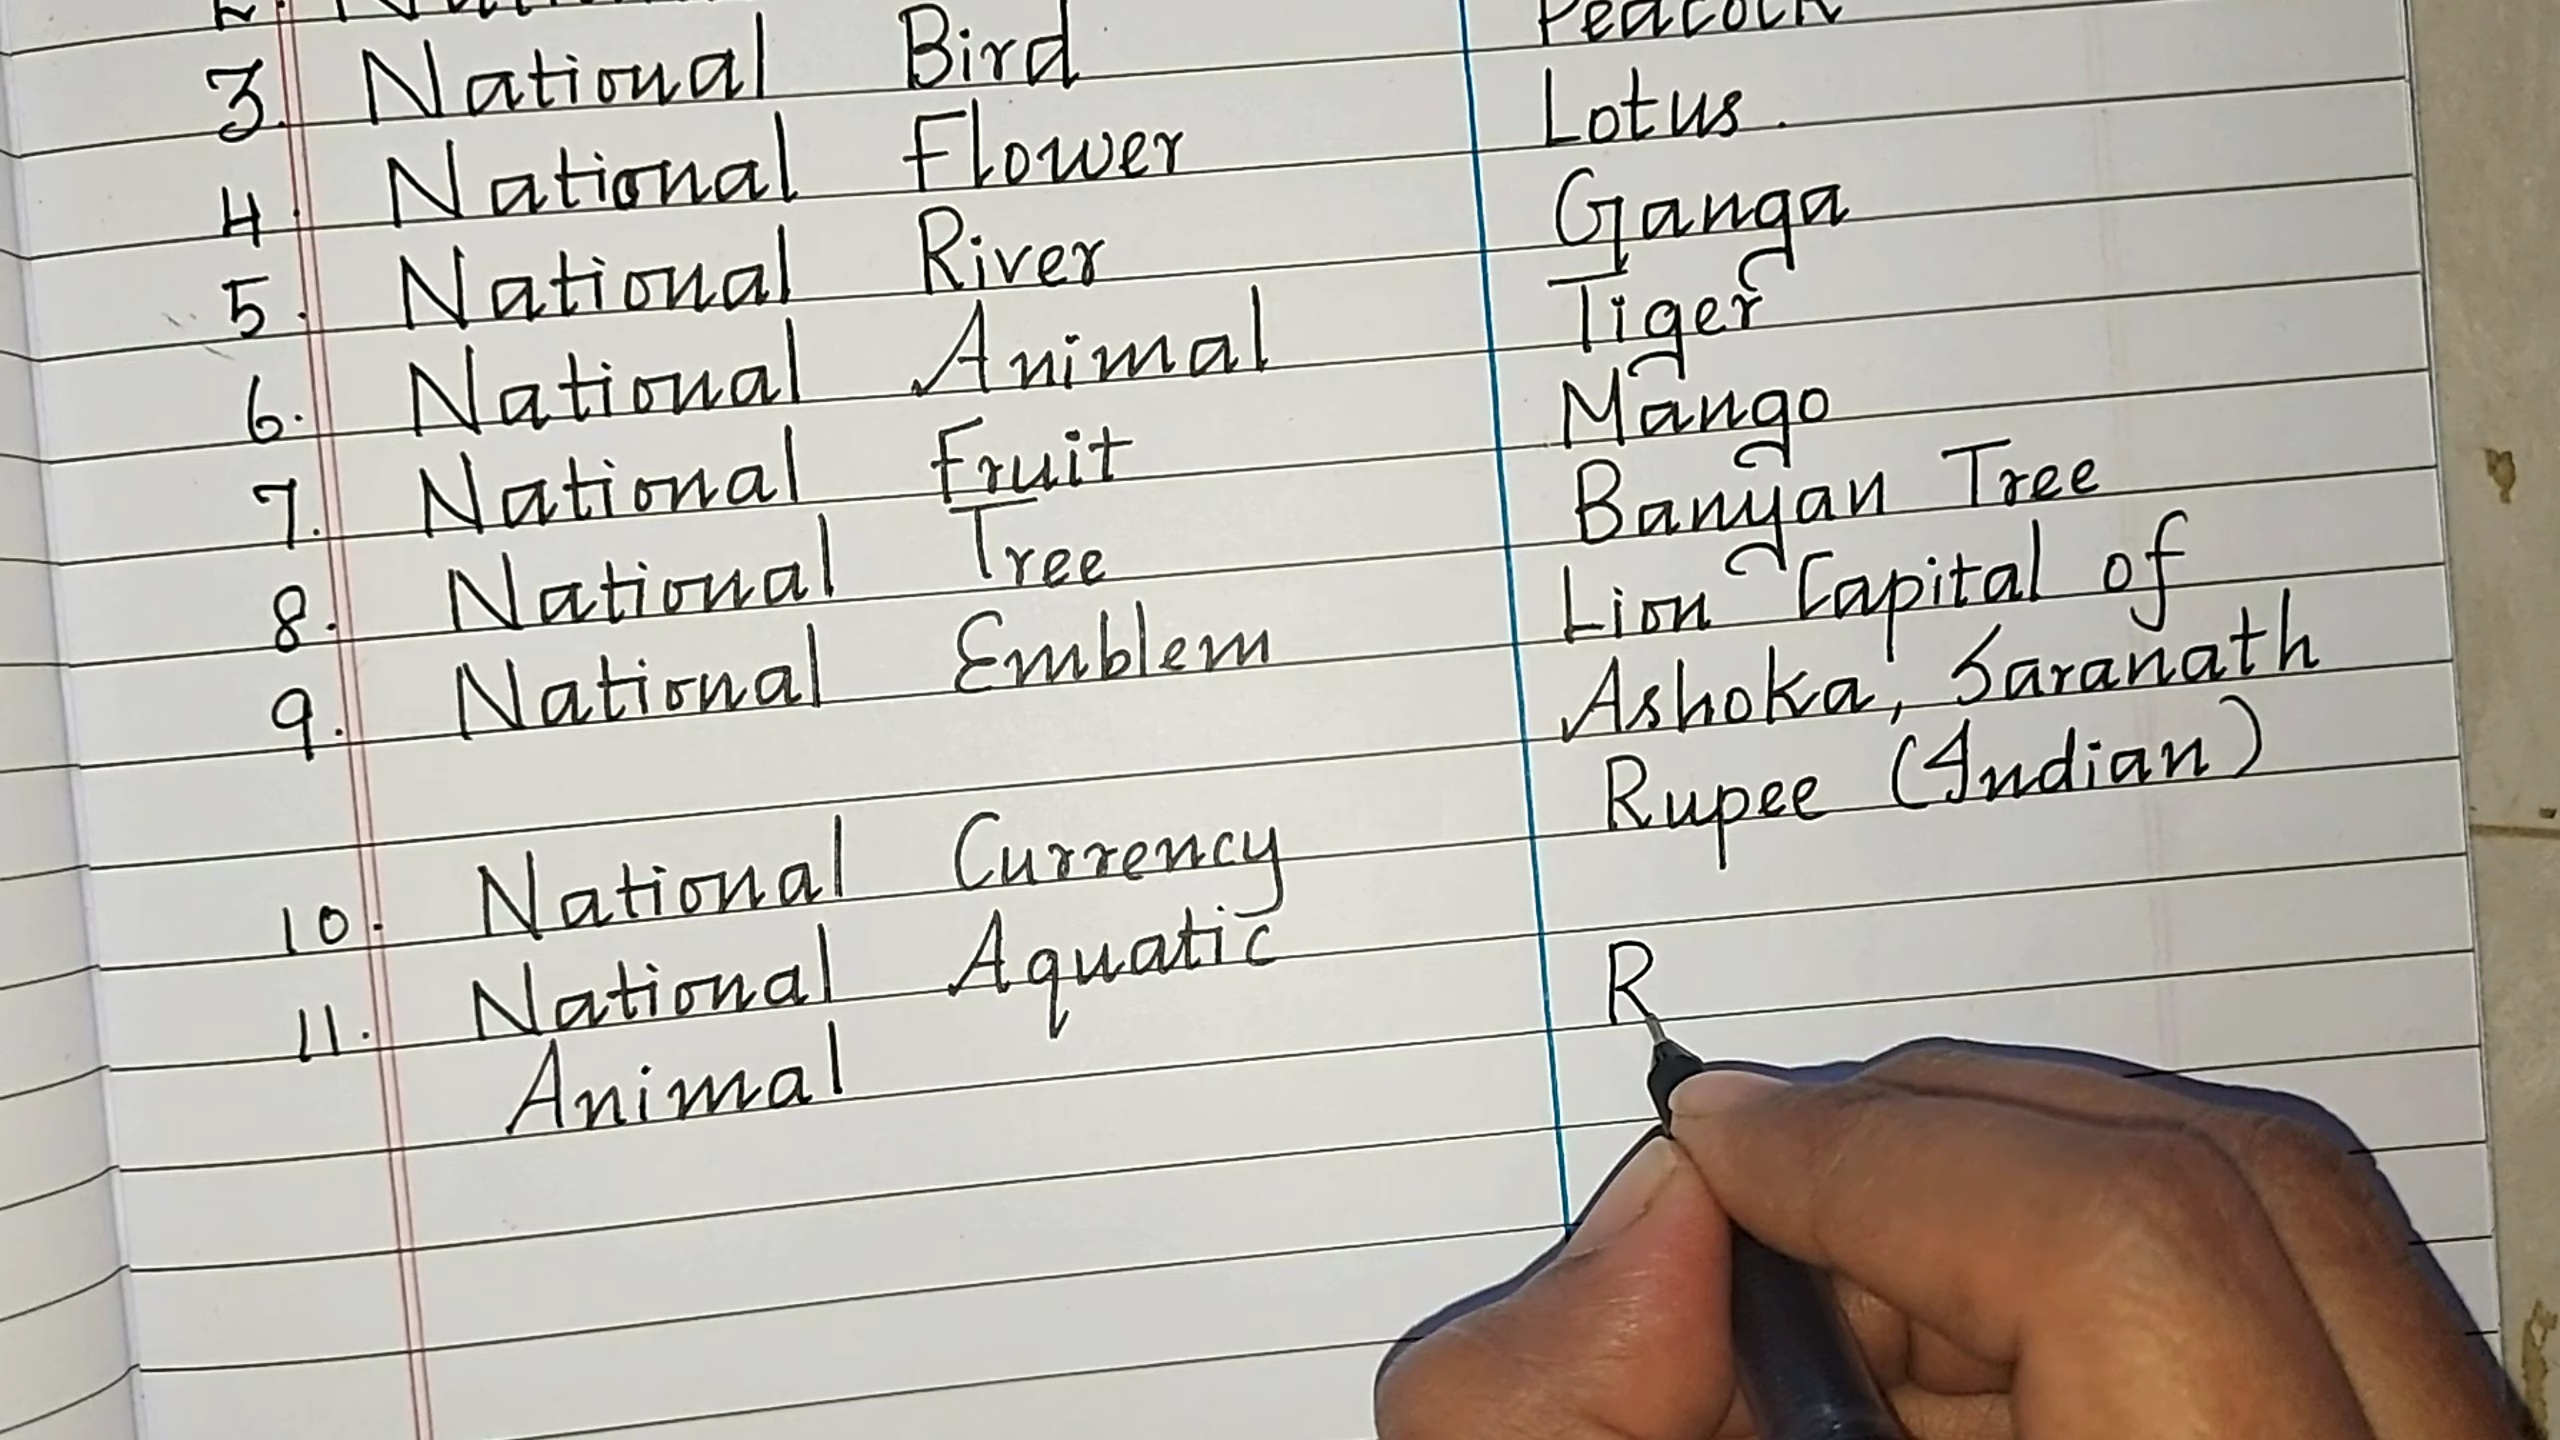 3. National Bird Peacock
4. National Flower Lotus.
5. National River Ganga
6. National Animal Tiger
7. National Fruit Mango
8. National Tree Banyan Tree
9. National Emblem Lion Capital of
Ashoka, Saranath
10. National Currency Rupee (Indian)
11. National Aquatic R
Animal